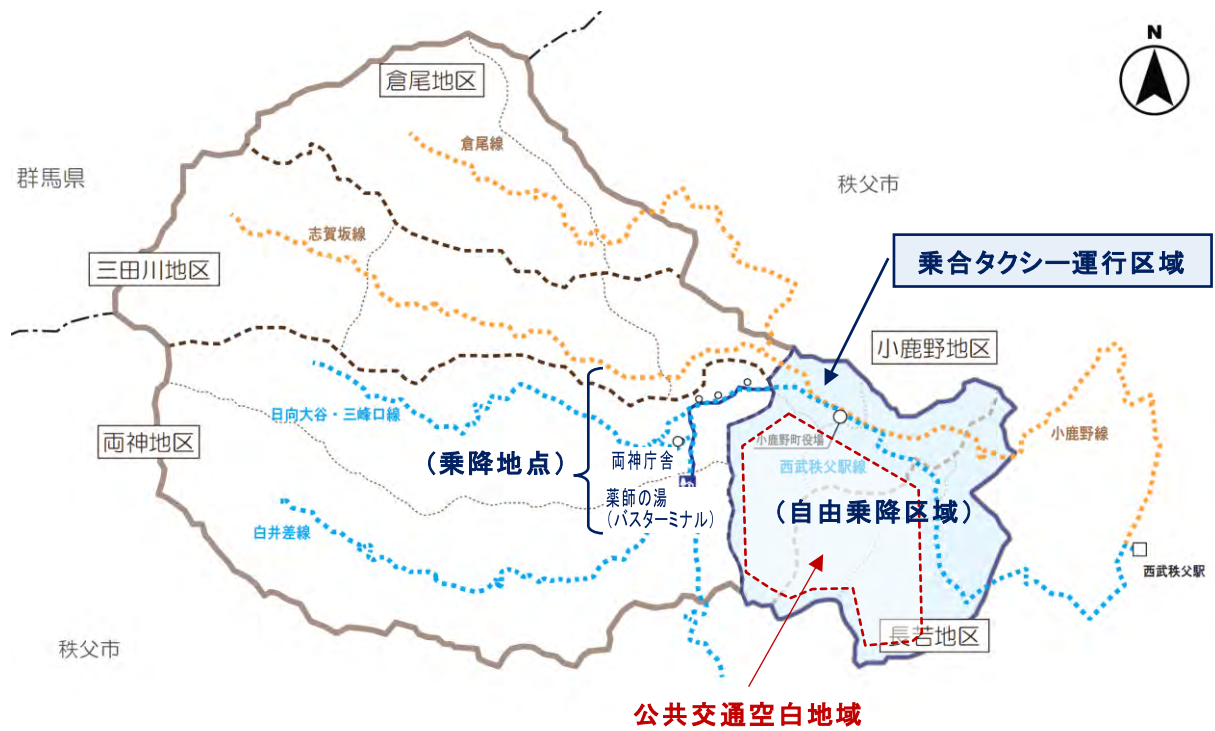 N
倉尾地区
倉尾線
群馬県
秩父市
志賀坂線
三田川地区
乗合タクシー運行区域
小鹿野地区
日向大谷・三峰口線
両神地区
小鹿野町役場
小鹿野線
(乗降地点)
両神庁舎
西武秩父駅線
薬師の湯
(バスターミナル)
(自由乗降区域)
白井差線
西武秩父駅
秩父市
長若地区
公共交通空白地域